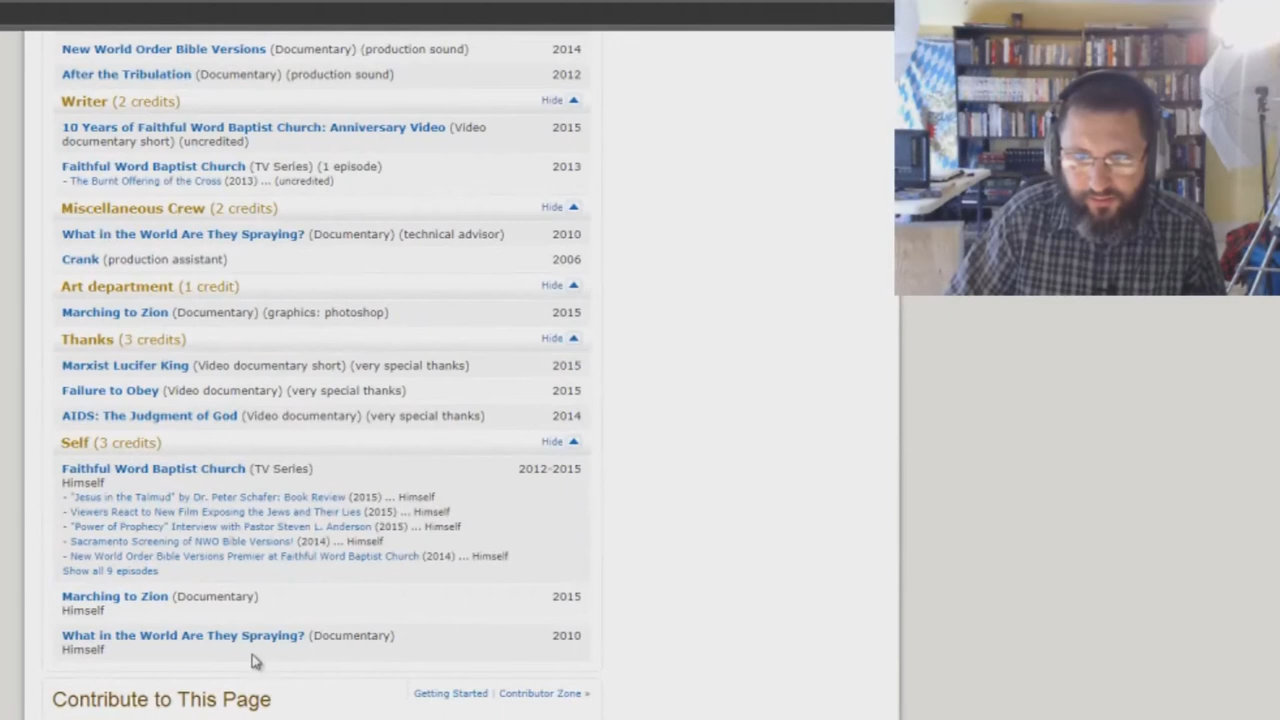 New World Order Bible Versions (Documentary) (production sound) 2014
After the Tribulation (Documentary) (production sound) 2012
Writer (2 credits) Hide
10 Years of Faithful Word Baptist Church: Anniversary Video (Video 2015
documentary short) (uncredited)
Faithful Word Baptist Church (TV Series) (1 episode) 2013
- The Burnt Offering of the Cross (2013) ... (uncredited)
Miscellaneous Crew (2 credits) Hide
What in the World Are They Spraying? (Documentary) (technical advisor) 2010
Crank (production assistant) 2006
Art department (1 credit) Hide
Marching to Zion (Documentary) (graphics: photoshop) 2015
Thanks (3 credits) Hide
Marxist Lucifer King (Video documentary short) (very special thanks) 2015
Failure to Obey (Video documentary) (very special thanks) 2015
AIDS: The Judgment of God (Video documentary) (very special thanks) 2014
Self (3 credits) Hide
Faithful Word Baptist Church (TV Series) 2012-2015
Himself
- "Jesus in the Talmud" by Dr. Peter Schafer: Book Review (2015) ... Himself
- Viewers React to New Film Exposing the Jews and Their Lies (2015) ... Himself
- "Power of Prophecy" Interview with Pastor Steven L. Anderson (2015) ... Himself
- Sacramento Screening of NWO Bible Versions! (2014) ... Himself
- New World Order Bible Versions Premier at Faithful Word Baptist Church (2014) ... Himself
Show all 9 episodes
Marching to Zion (Documentary) 2015
Himself
What in the World Are They Spraying? (Documentary) 2010
Himself
Contribute to This Page Getting Started | Contributor Zone »